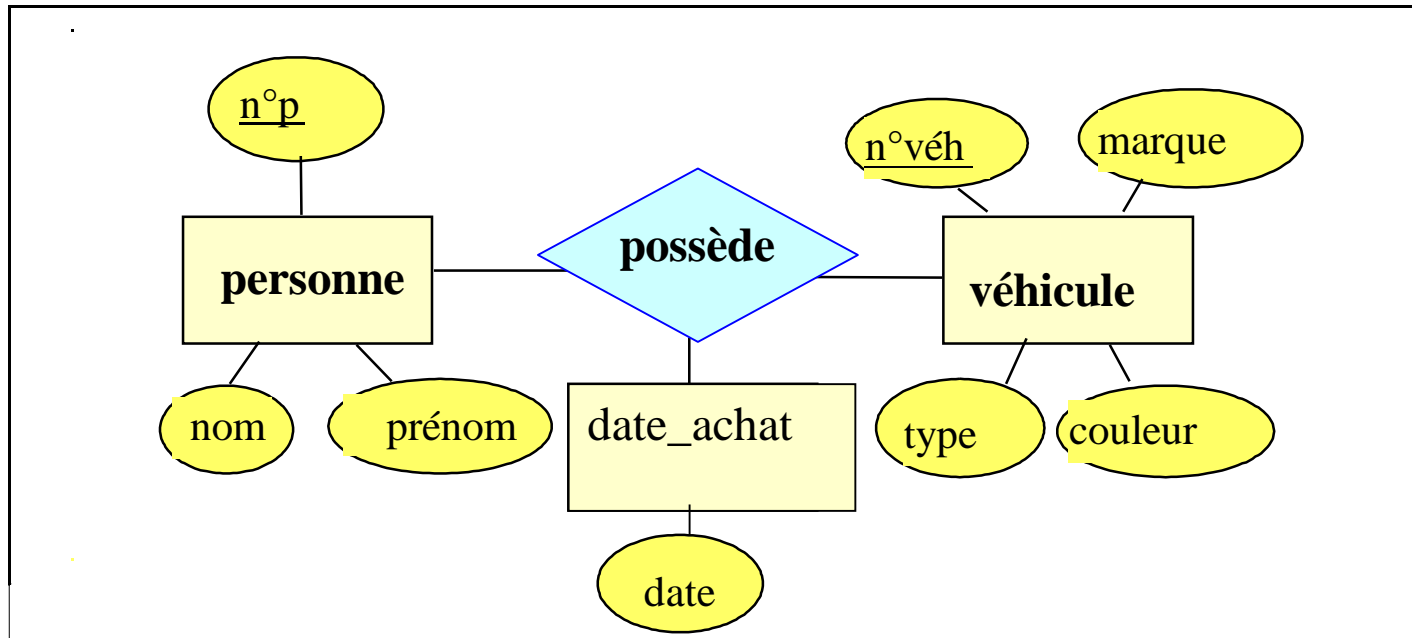 n°p
n°véh
marque
possède
personne
véhicule
nom
prénom
date_achat
type
couleur
date